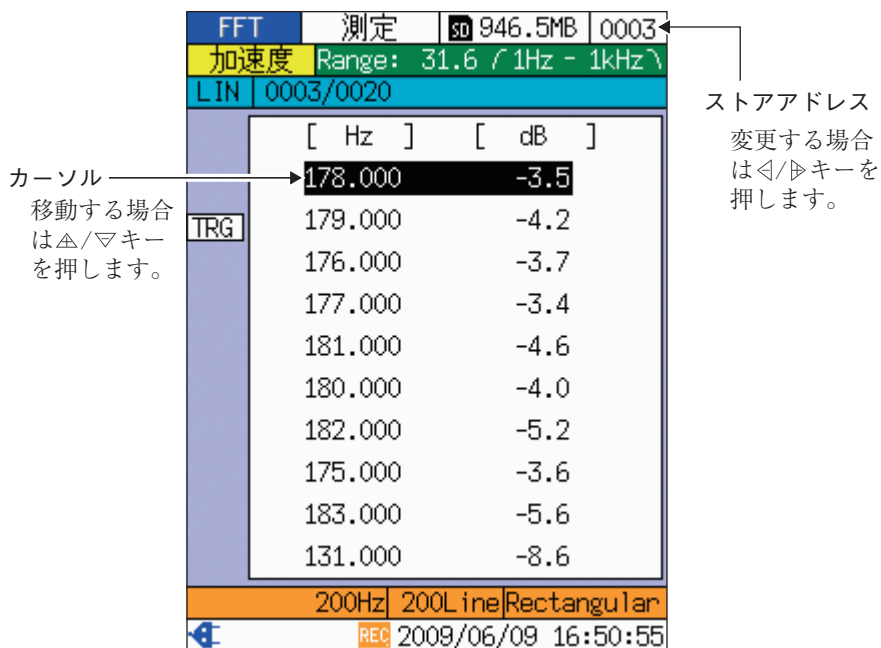 FFT 測定 SD 946.5MB 0003
加速度 Range: 31.6 1Hz - 1kHz
LIN 0003/0020
[ Hz ] [ dB ]
178.000 -3.5
179.000 -4.2
176.000 -3.7
177.000 -3.4
181.000 -4.6
180.000 -4.0
182.000 -5.2
175.000 -3.6
183.000 -5.6
131.000 -8.6
TRG
200Hz 200Line Rectangular
REC 2009/06/09 16:50:55
カーソル
移動する場合
は△/▽キー
を押します。
ストアアドレス
変更する場合
は◁/▷キーを
押します。